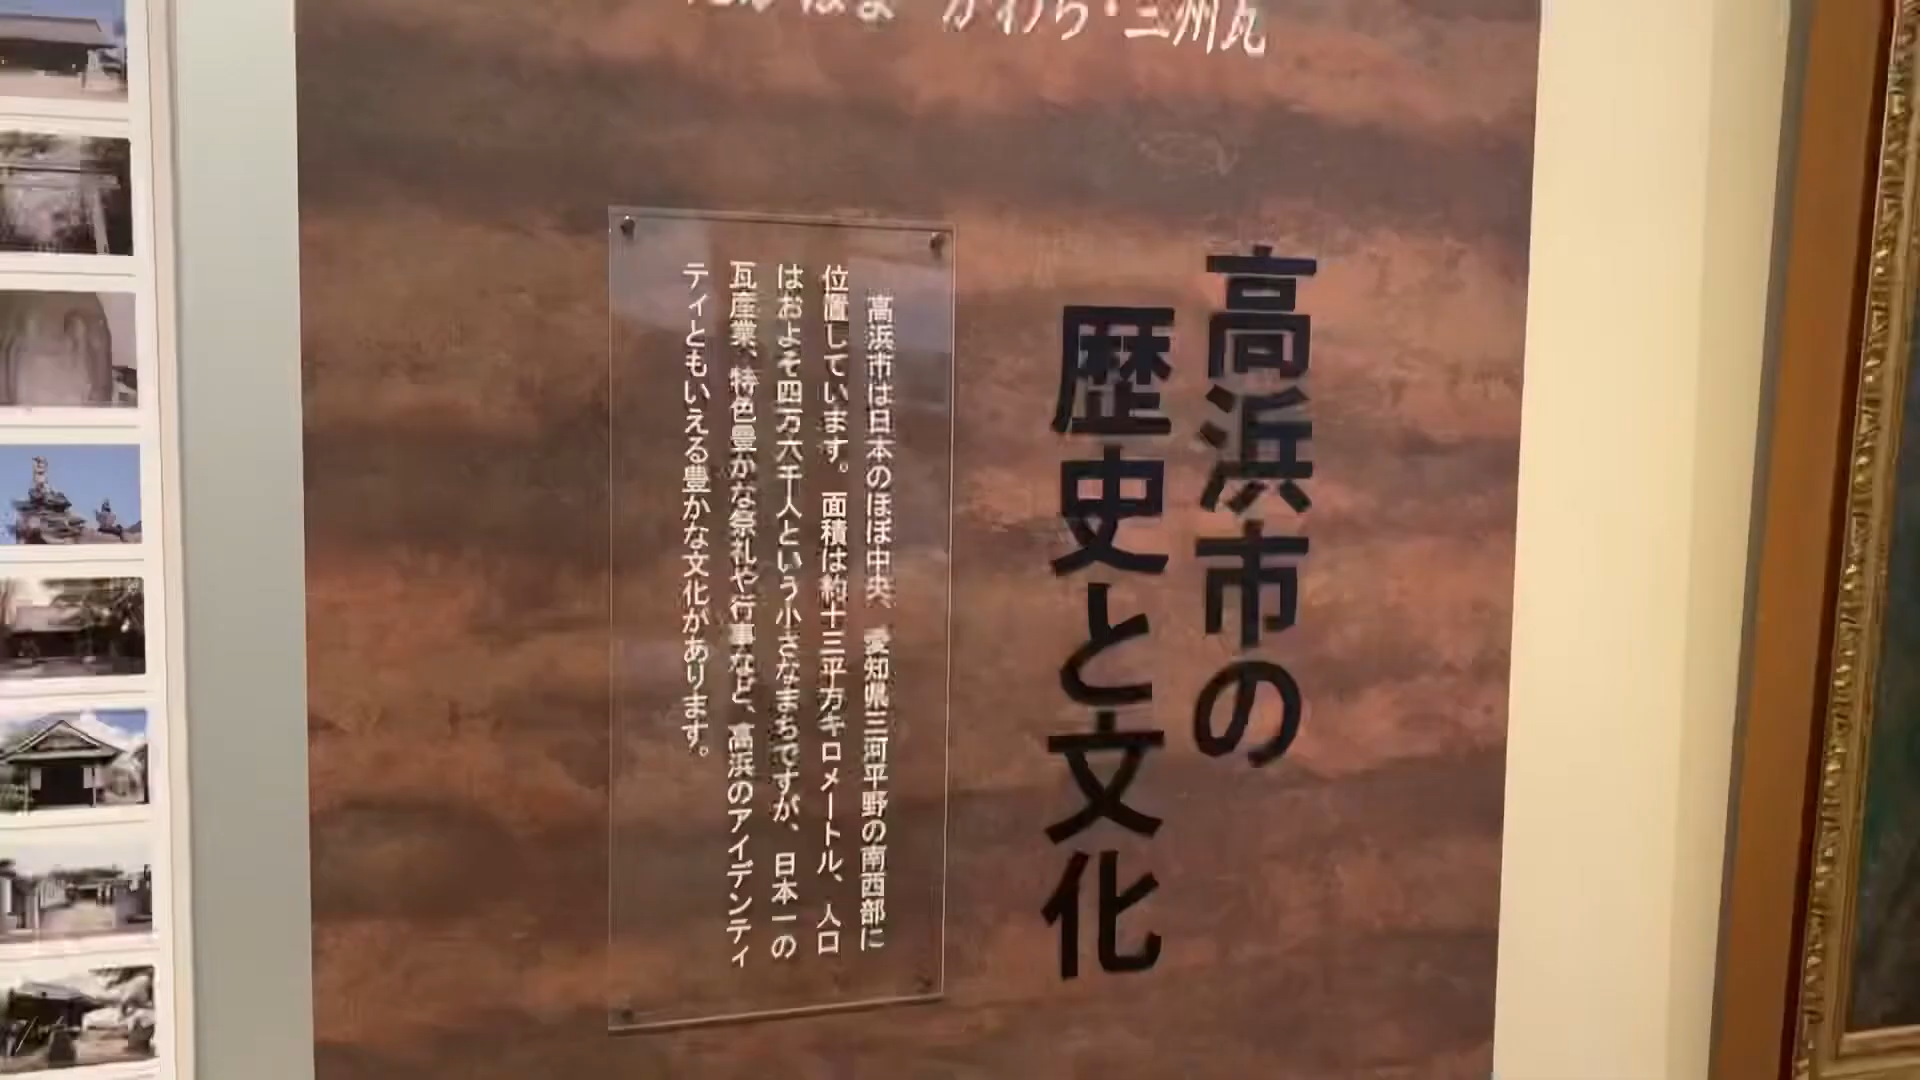 かわら・三州瓦
高浜市の
歴史と文化
高浜市は日本のほぼ中央、愛知県三河平野の南西部に
位置しています。面積は約十三平方キロメートル、人口
はおよそ四万六千人という小さなまちですが、日本一の
瓦産業、特色豊かな祭礼や行事など、高浜のアイデンティ
ティともいえる豊かな文化があります。